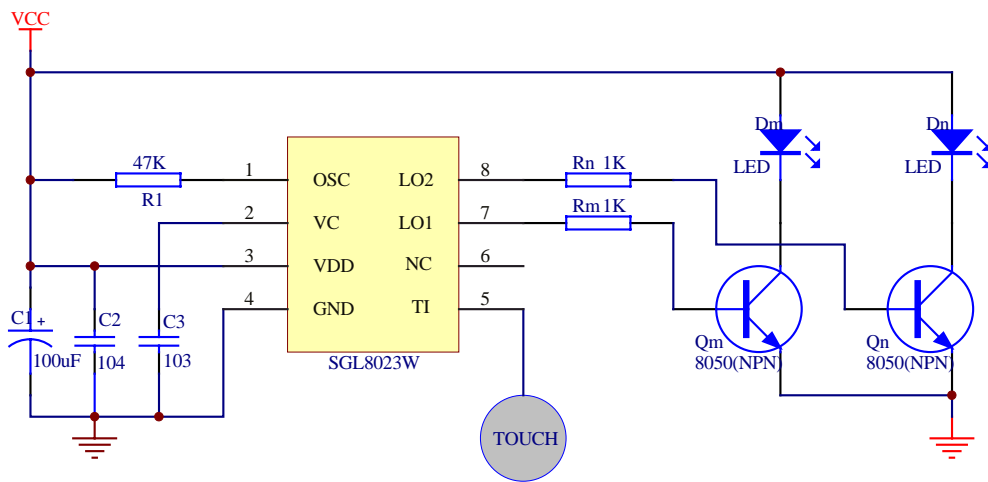 VCC
Dm
Dn
LED
LED
47K
R1
1
OSC
LO2
8
Rn 1K
2
VC
LO1
7
Rm 1K
3
VDD
NC
6
4
GND
TI
5
C1
+
100uF
C2
104
C3
103
SGL8023W
Qm
8050(NPN)
Qn
8050(NPN)
TOUCH